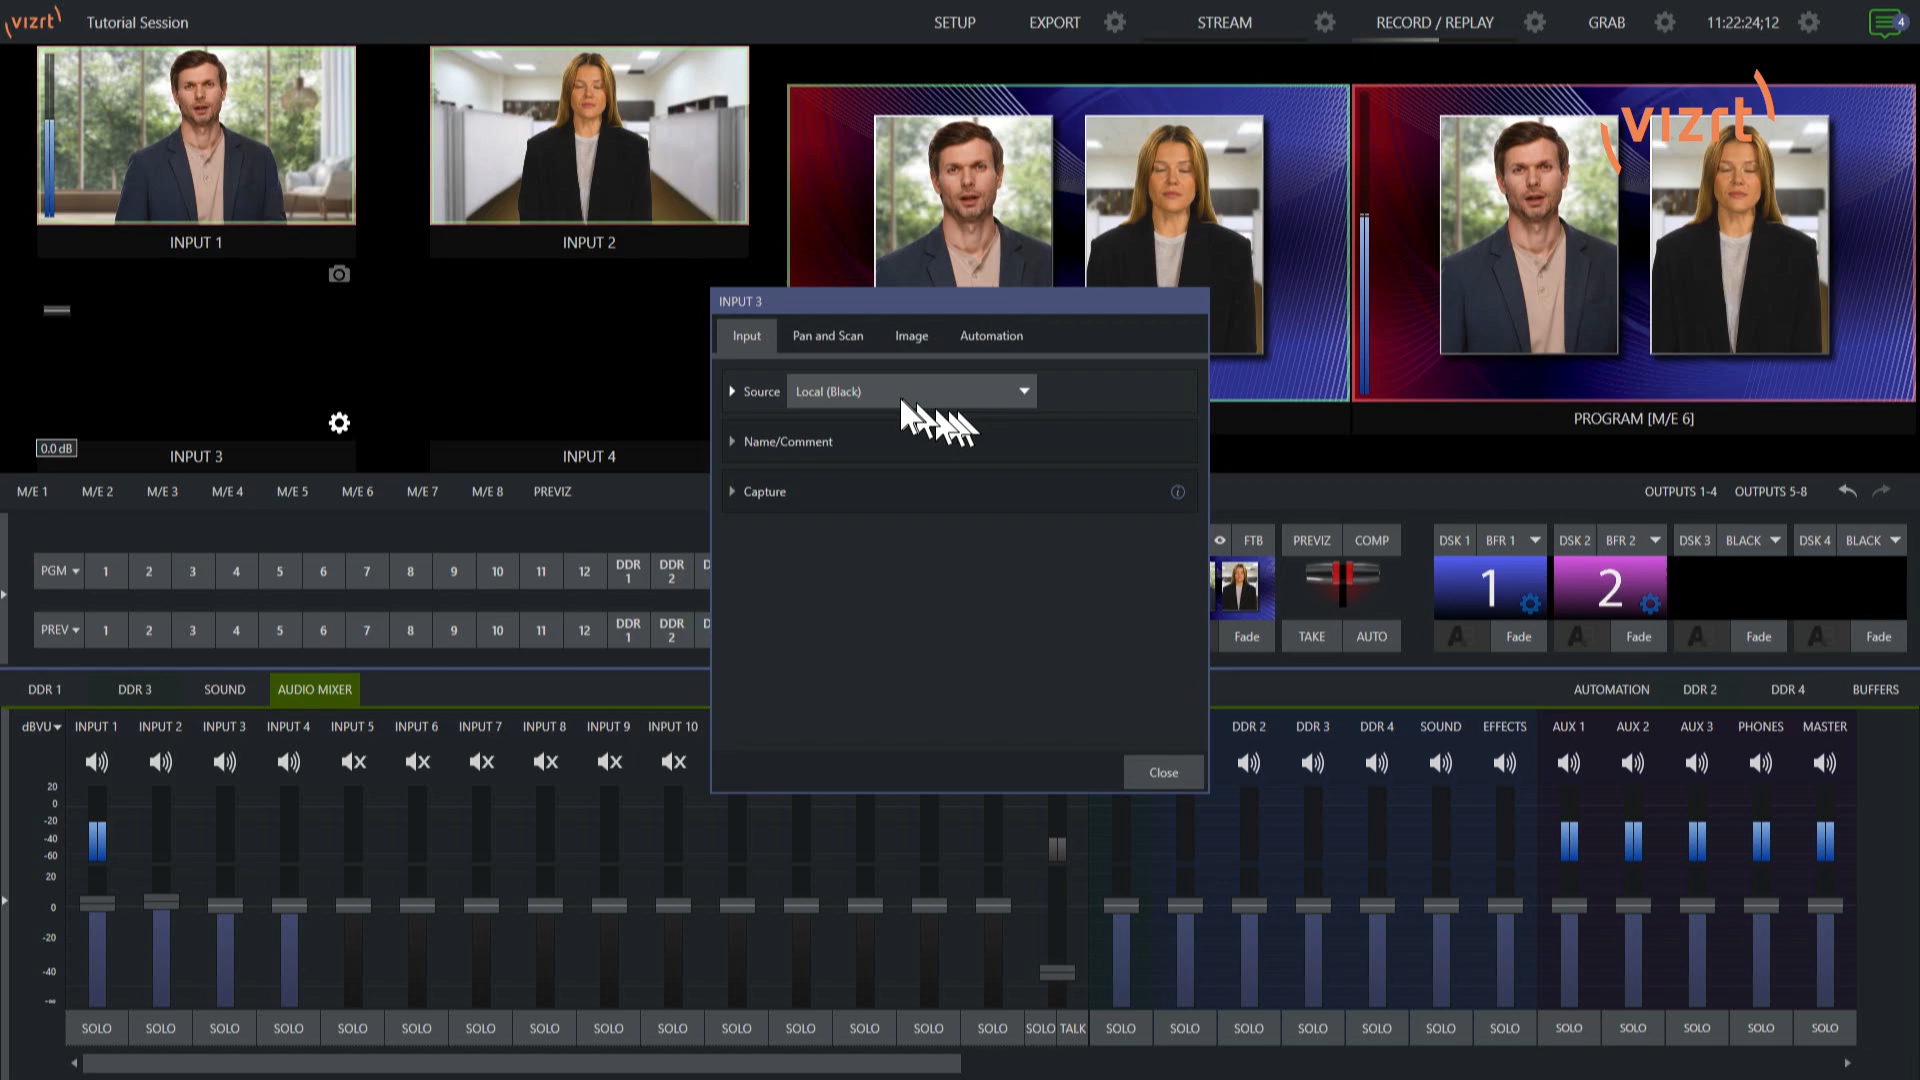 vizrt Tutorial Session SETUP EXPORT STREAM RECORD / REPLAY GRAB 11:22:24;12 4
vizrt
INPUT 1 INPUT 2
PROGRAM [M/E 6]
0.0 dB INPUT 3 INPUT 4
INPUT 3
Input Pan and Scan Image Automation
Source Local (Black)
Name/Comment
Capture
Close
M/E 1 M/E 2 M/E 3 M/E 4 M/E 5 M/E 6 M/E 7 M/E 8 PREVIZ OUTPUTS 1-4 OUTPUTS 5-8
FTB PREVIZ COMP DSK 1 BFR 1 DSK 2 BFR 2 DSK 3 BLACK DSK 4 BLACK
PGM 1 2 3 4 5 6 7 8 9 10 11 12 DDR 1 DDR 2 D
1 2
PREV 1 2 3 4 5 6 7 8 9 10 11 12 DDR 1 DDR 2 D
Fade TAKE AUTO Fade Fade Fade Fade
DDR 1 DDR 3 SOUND AUDIO MIXER AUTOMATION DDR 2 DDR 4 BUFFERS
dBVU INPUT 1 INPUT 2 INPUT 3 INPUT 4 INPUT 5 INPUT 6 INPUT 7 INPUT 8 INPUT 9 INPUT 10 DDR 2 DDR 3 DDR 4 SOUND EFFECTS AUX 1 AUX 2 AUX 3 PHONES MASTER
20
0
-20
-40
-60
20
0
-20
-40
-∞
SOLO SOLO SOLO SOLO SOLO SOLO SOLO SOLO SOLO SOLO SOLO SOLO SOLO SOLO SOLO SOLO TALK SOLO SOLO SOLO SOLO SOLO SOLO SOLO SOLO SOLO SOLO SOLO SOLO